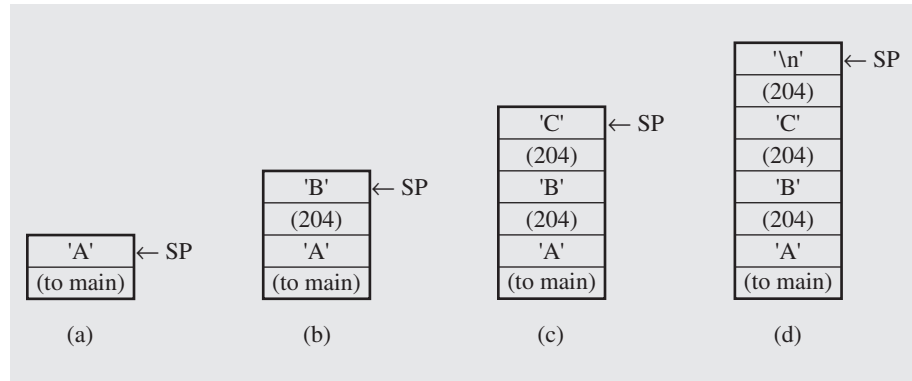 'A' ← SP
(to main)
(a)
'B' ← SP
(204)
'A'
(to main)
(b)
'C' ← SP
(204)
'B'
(204)
'A'
(to main)
(c)
'\n' ← SP
(204)
'C'
(204)
'B'
(204)
'A'
(to main)
(d)